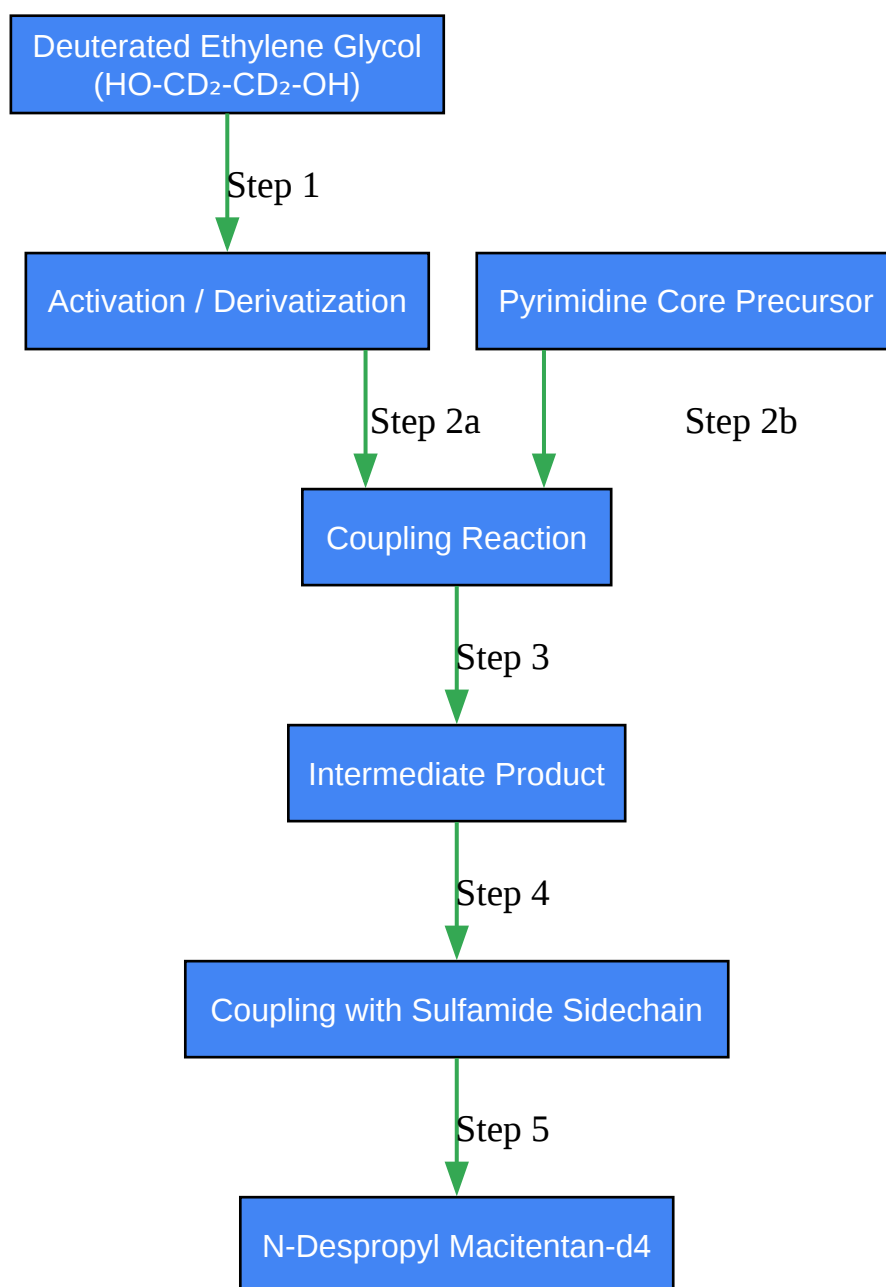 Deuterated Ethylene Glycol
(HO-CD₂-CD₂-OH)
Step 1
Activation / Derivatization
Pyrimidine Core Precursor
Step 2a
Step 2b
Coupling Reaction
Step 3
Intermediate Product
Step 4
Coupling with Sulfamide Sidechain
Step 5
N-Despropyl Macitentan-d4